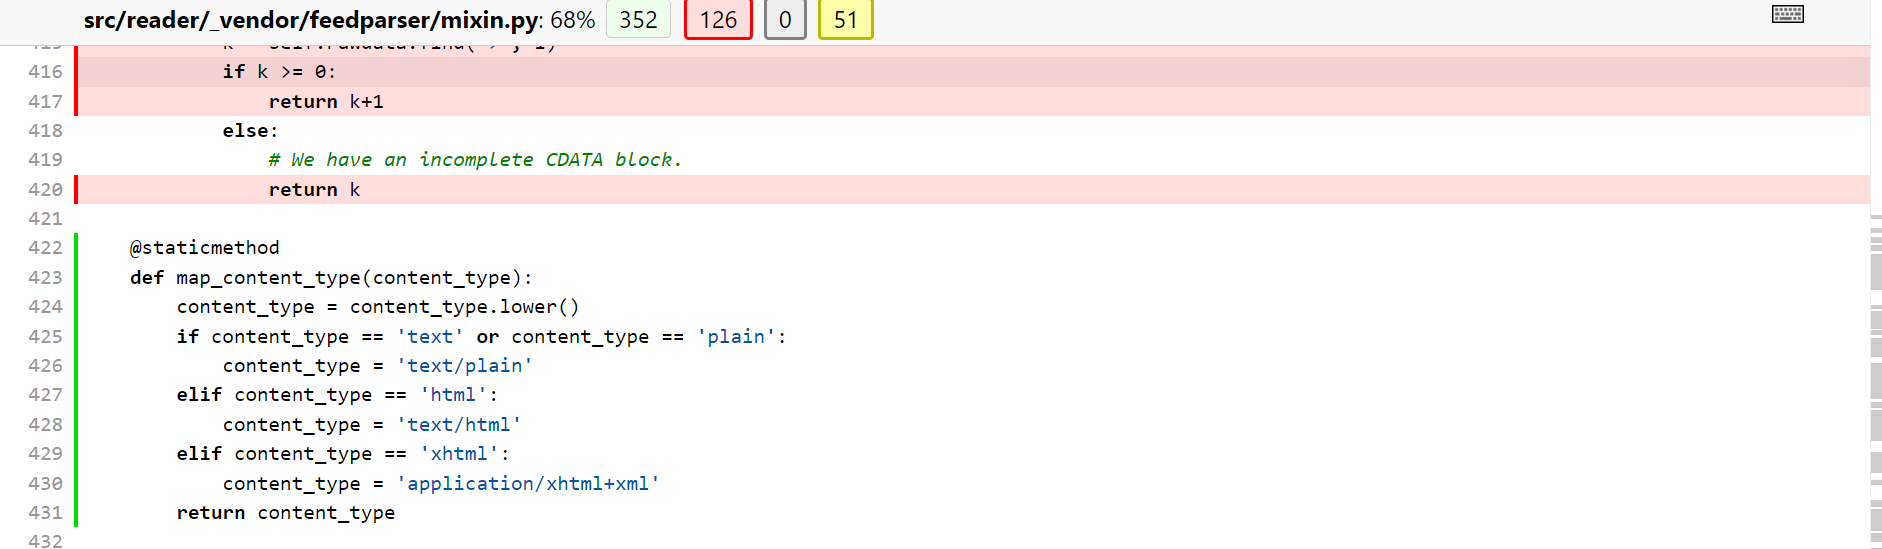 src/reader/_vendor/feedparser/mixin.py: 68% 352 126 0 51
416 if k >= 0:
417 return k+1
418 else:
419 # We have an incomplete CDATA block.
420 return k
421
422 @staticmethod
423 def map_content_type(content_type):
424 content_type = content_type.lower()
425 if content_type == 'text' or content_type == 'plain':
426 content_type = 'text/plain'
427 elif content_type == 'html':
428 content_type = 'text/html'
429 elif content_type == 'xhtml':
430 content_type = 'application/xhtml+xml'
431 return content_type
432